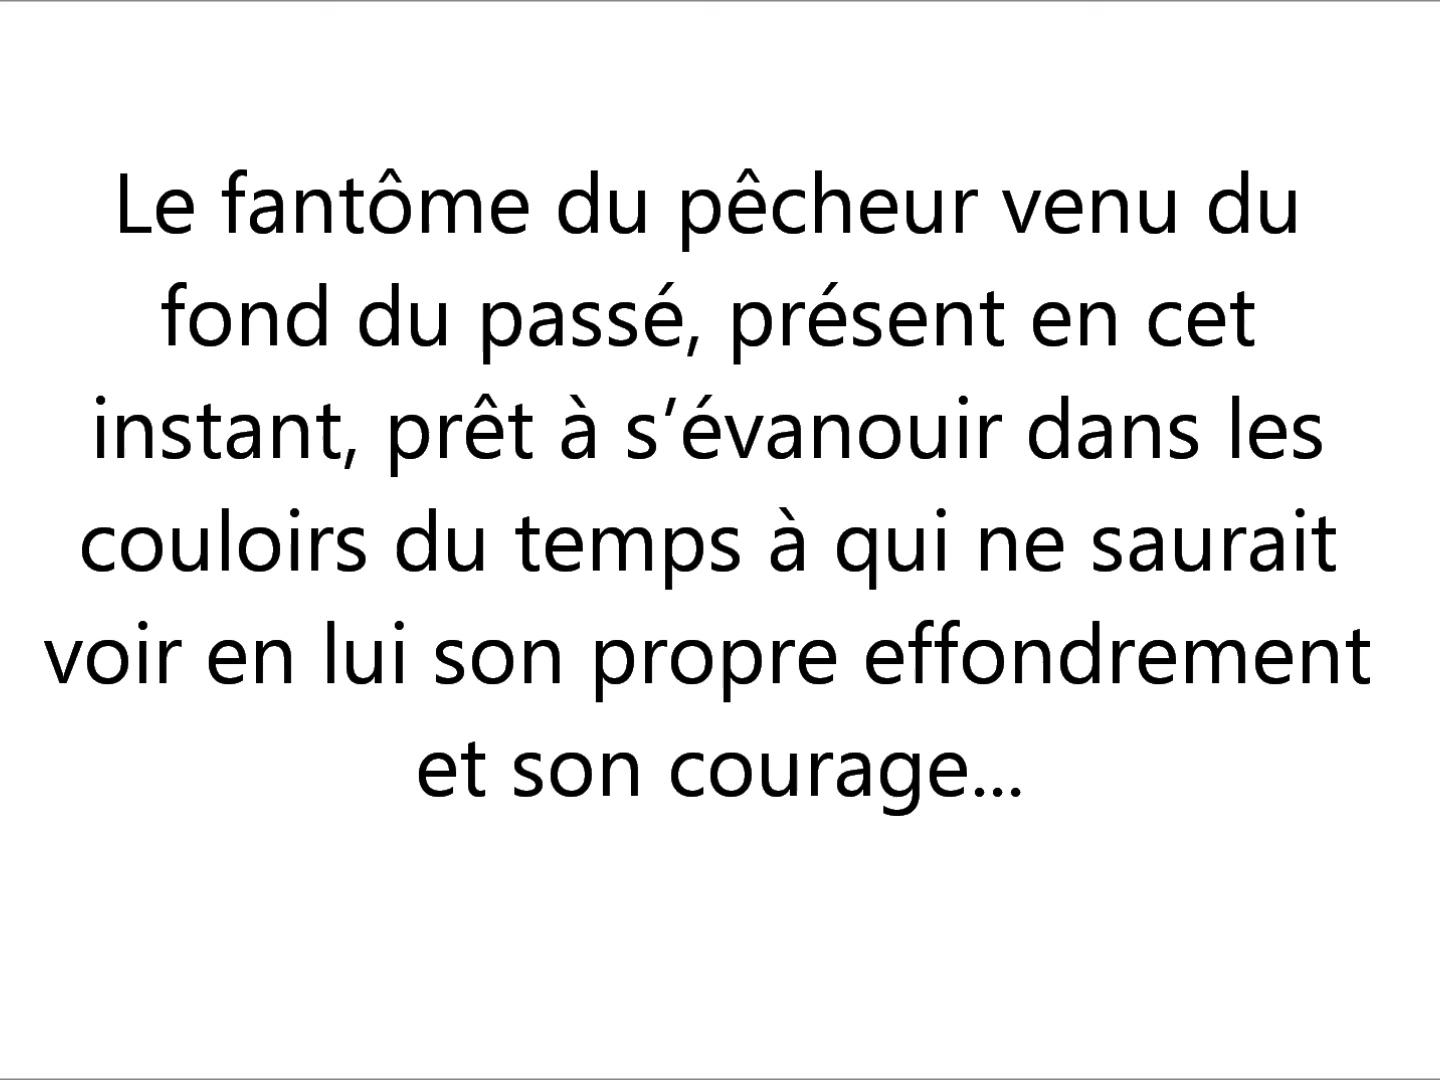 Le fantôme du pêcheur venu du
fond du passé, présent en cet
instant, prêt à s’évanouir dans les
couloirs du temps à qui ne saurait
voir en lui son propre effondrement
et son courage...